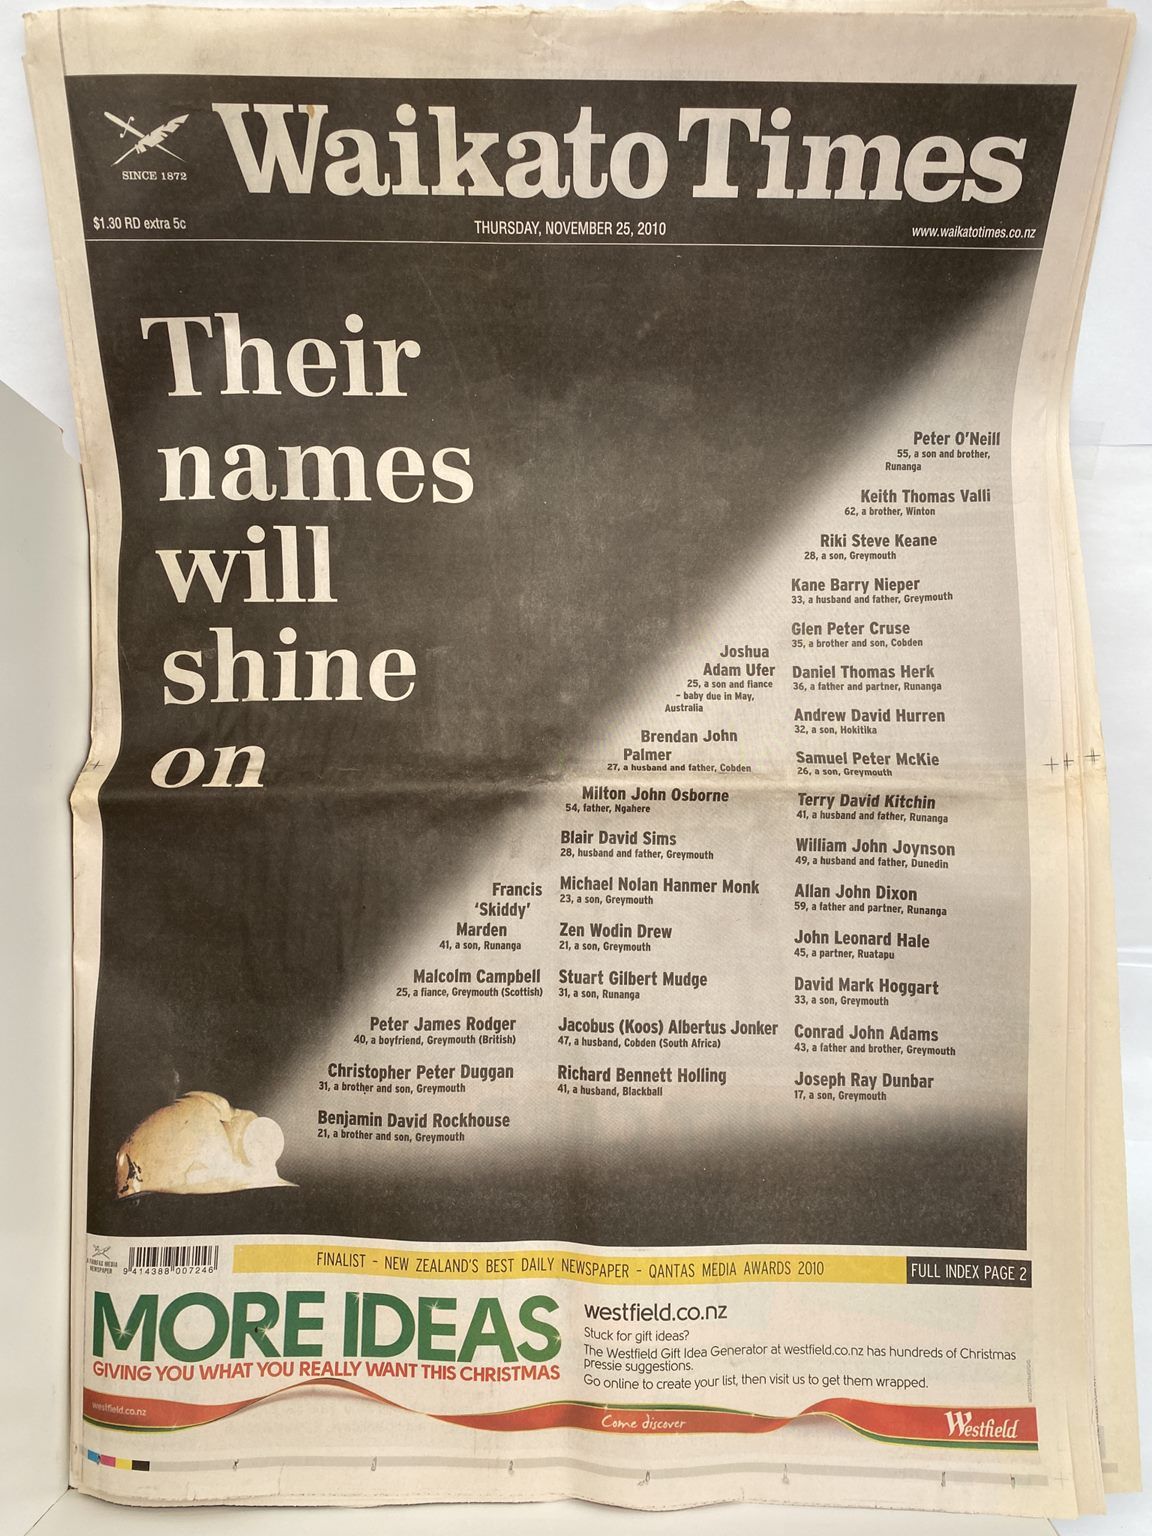 Waikato Times
SINCE 1872
$1.30 RD extra 5c
THURSDAY, NOVEMBER 25, 2010
www.waikatotimes.co.nz
Their
names
will
shine
on
Peter O'Neill
55, a son and brother,
Runanga
Keith Thomas Valli
62, a brother, Winton
Riki Steve Keane
28, a son, Greymouth
Kane Barry Nieper
33, a husband and father, Greymouth
Glen Peter Cruse
35, a brother and son, Cobden
Daniel Thomas Herk
36, a father and partner, Runanga
Andrew David Hurren
32, a son, Hokitika
Samuel Peter McKie
26, a son, Greymouth
Terry David Kitchin
41, a husband and father, Runanga
William John Joynson
49, a husband and father, Dunedin
Allan John Dixon
59, a father and partner, Runanga
John Leonard Hale
45, a partner, Ruatapu
David Mark Hoggart
33, a son, Greymouth
Conrad John Adams
43, a father and brother, Greymouth
Joseph Ray Dunbar
17, a son, Greymouth
Joshua
Adam Ufer
25, a son and fiance
- baby due in May,
Australia
Brendan John
Palmer
27, a husband and father, Cobden
Milton John Osborne
54, father, Ngahere
Blair David Sims
28, husband and father, Greymouth
Michael Nolan Hanmer Monk
23, a son, Greymouth
Zen Wodin Drew
21, a son, Greymouth
Stuart Gilbert Mudge
31, a son, Runanga
Jacobus (Koos) Albertus Jonker
47, a husband, Cobden (South Africa)
Richard Bennett Holling
41, a husband, Blackball
Francis
'Skiddy'
Marden
41, a son, Runanga
Malcolm Campbell
25, a fiance, Greymouth (Scottish)
Peter James Rodger
40, a boyfriend, Greymouth (British)
Christopher Peter Duggan
31, a brother and son, Greymouth
Benjamin David Rockhouse
21, a brother and son, Greymouth
A FAIRFAX MEDIA
NEWSPAPER
9 414388 007246
FINALIST - NEW ZEALAND'S BEST DAILY NEWSPAPER - QANTAS MEDIA AWARDS 2010
FULL INDEX PAGE 2
MORE IDEAS
GIVING YOU WHAT YOU REALLY WANT THIS CHRISTMAS
westfield.co.nz
Stuck for gift ideas?
The Westfield Gift Idea Generator at westfield.co.nz has hundreds of Christmas
pressie suggestions.
Go online to create your list, then visit us to get them wrapped.
westfield.co.nz
Come discover
Westfield